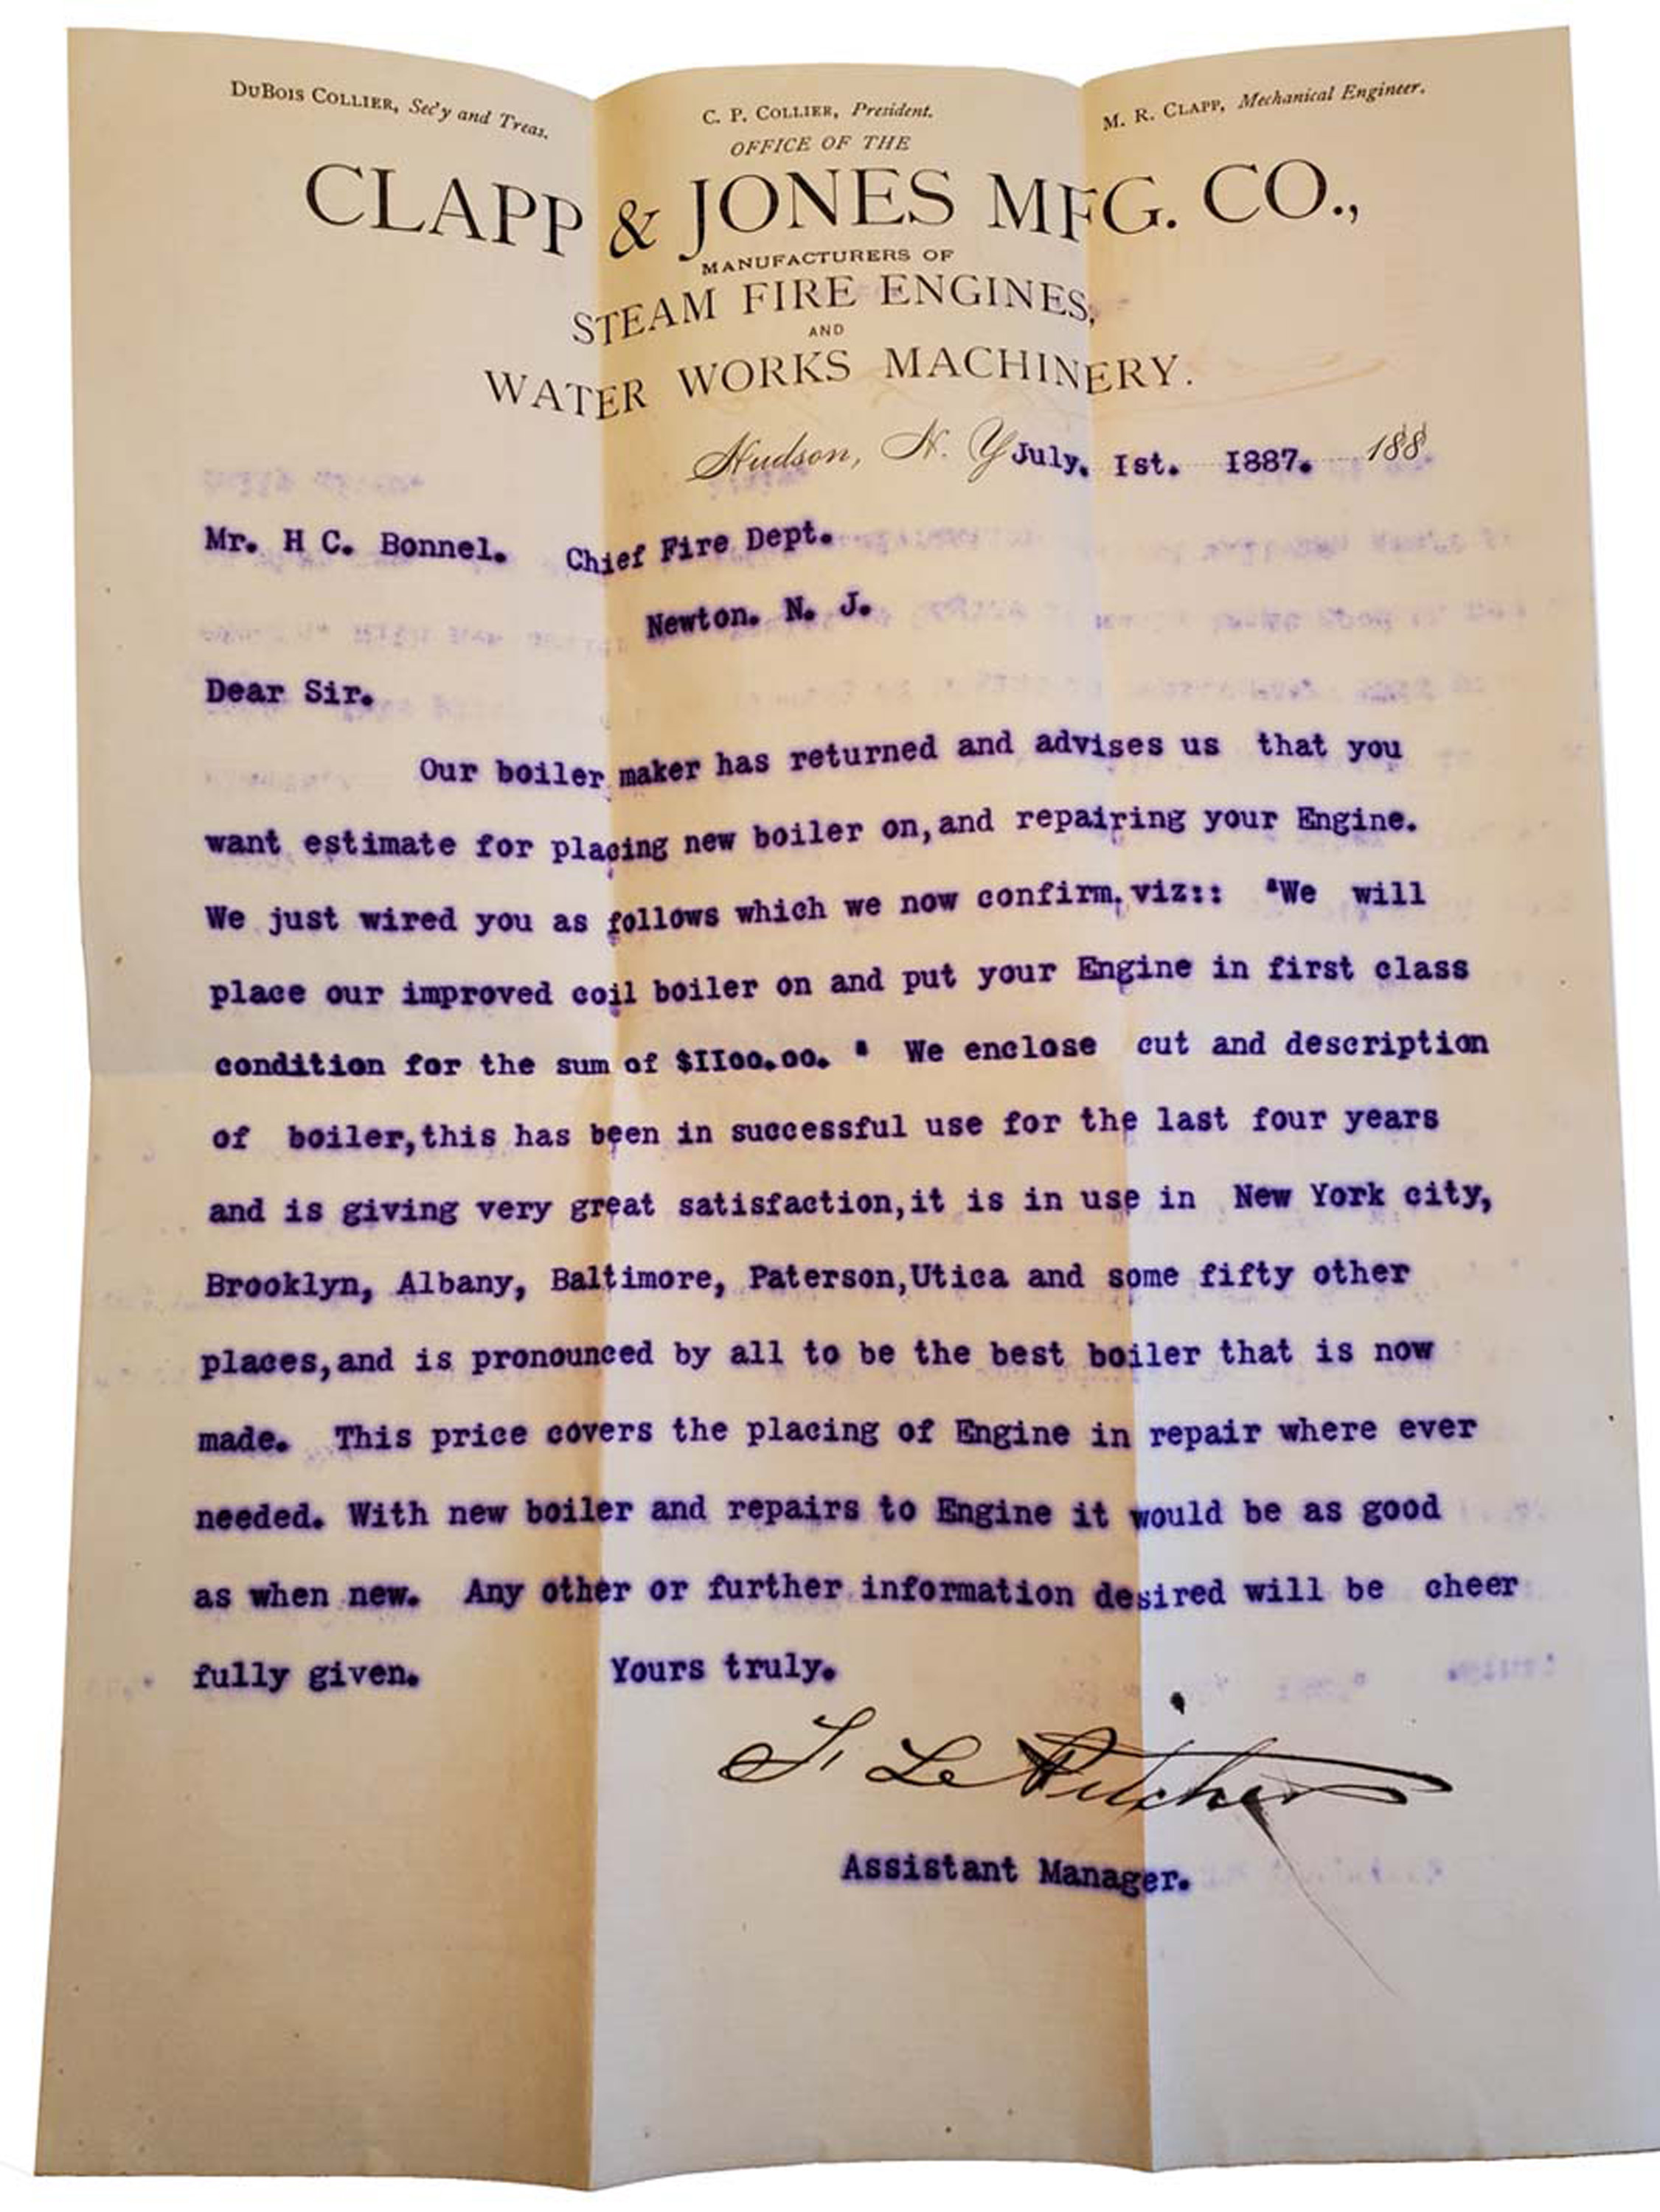 DuBois Collier, Sec'y and Treas.
C. P. Collier, President.
M. R. Clapp, Mechanical Engineer.
OFFICE OF THE
CLAPP & JONES MFG. CO.,
MANUFACTURERS OF
STEAM FIRE ENGINES,
AND
WATER WORKS MACHINERY.
Hudson, N. Y July. Ist. I887. 188
Mr. H C. Bonnel. Chief Fire Dept.
Newton. N. J.
Dear Sir.
Our boiler maker has returned and advises us that you
want estimate for placing new boiler on,and repairing your Engine.
We just wired you as follows which we now confirm, viz:: "We will
place our improved coil boiler on and put your Engine in first class
condition for the sum of $IIoo.oo. " We enclose cut and description
of boiler,this has been in successful use for the last four years
and is giving very great satisfaction,it is in use in New York city,
Brooklyn, Albany, Baltimore, Paterson,Utica and some fifty other
places,and is pronounced by all to be the best boiler that is now
made. This price covers the placing of Engine in repair where ever
needed. With new boiler and repairs to Engine it would be as good
as when new. Any other or further information desired will be cheer
fully given. Yours truly.
Assistant Manager.